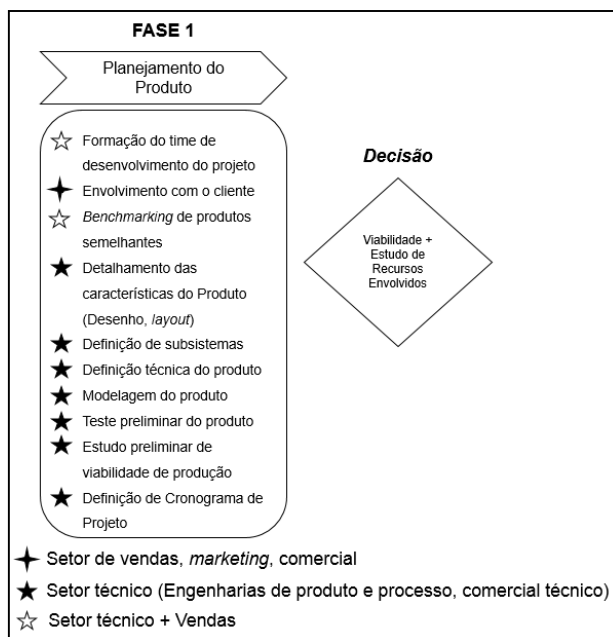 FASE 1
Planejamento do
Produto
Formação do time de
desenvolvimento do projeto
Envolvimento com o cliente
Benchmarking de produtos
semelhantes
Detalhamento das
características do Produto
(Desenho, layout)
Definição de subsistemas
Definição técnica do produto
Modelagem do produto
Teste preliminar do produto
Estudo preliminar de
viabilidade de produção
Definição de Cronograma de
Projeto
Decisão
Viabilidade +
Estudo de
Recursos
Envolvidos
Setor de vendas, marketing, comercial
Setor técnico (Engenharias de produto e processo, comercial técnico)
Setor técnico + Vendas